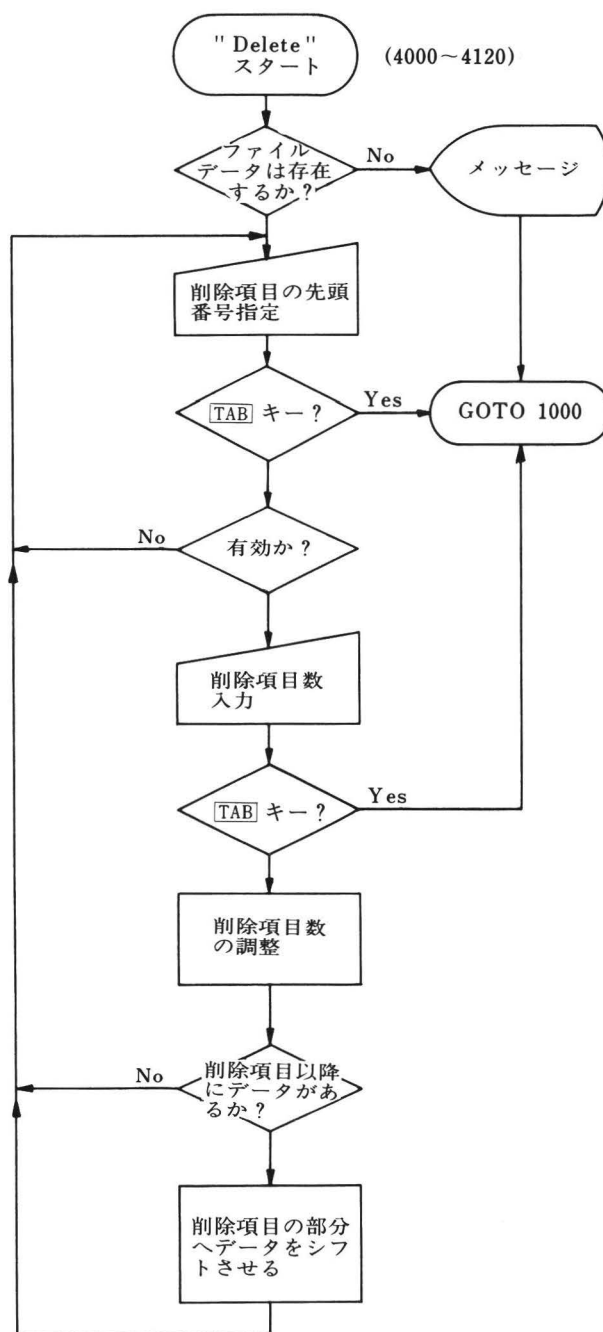 "Delete"
スタート
(4000～4120)
ファイル
データは存在
するか？
No
メッセージ
削除項目の先頭
番号指定
TAB キー？
Yes
GOTO 1000
有効か？
No
削除項目数
入力
TAB キー？
Yes
削除項目数
の調整
削除項目以降
にデータがあ
るか？
No
削除項目の部分
へデータをシフ
トさせる